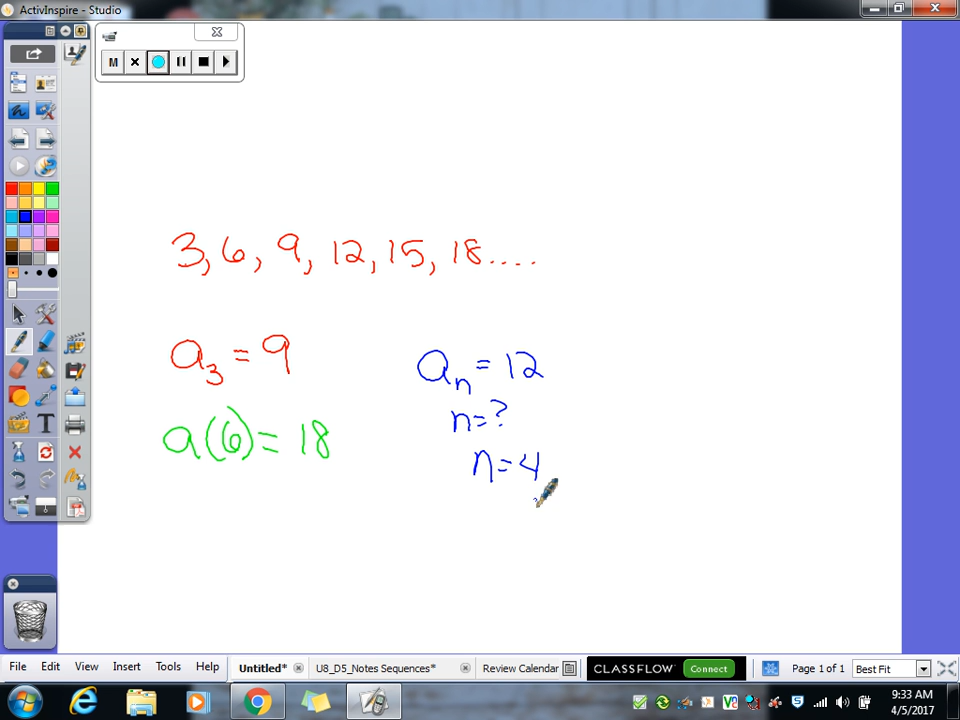 ActivInspire - Studio
M
3, 6, 9, 12, 15, 18....
a₃ = 9
aₙ = 12
n=?
a(6) = 18
n=4
T
File Edit View Insert Tools Help Untitled* U8_D5_Notes Sequences* Review Calendar CLASSFLOW Connect Page 1 of 1 Best Fit
9:33 AM
4/5/2017